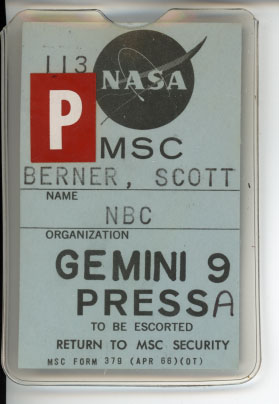 113
NASA
P
MSC
BERNER, SCOTT
NAME
NBC
ORGANIZATION
GEMINI 9
PRESSA
TO BE ESCORTED
RETURN TO MSC SECURITY
MSC FORM 379 (APR 66)(OT)